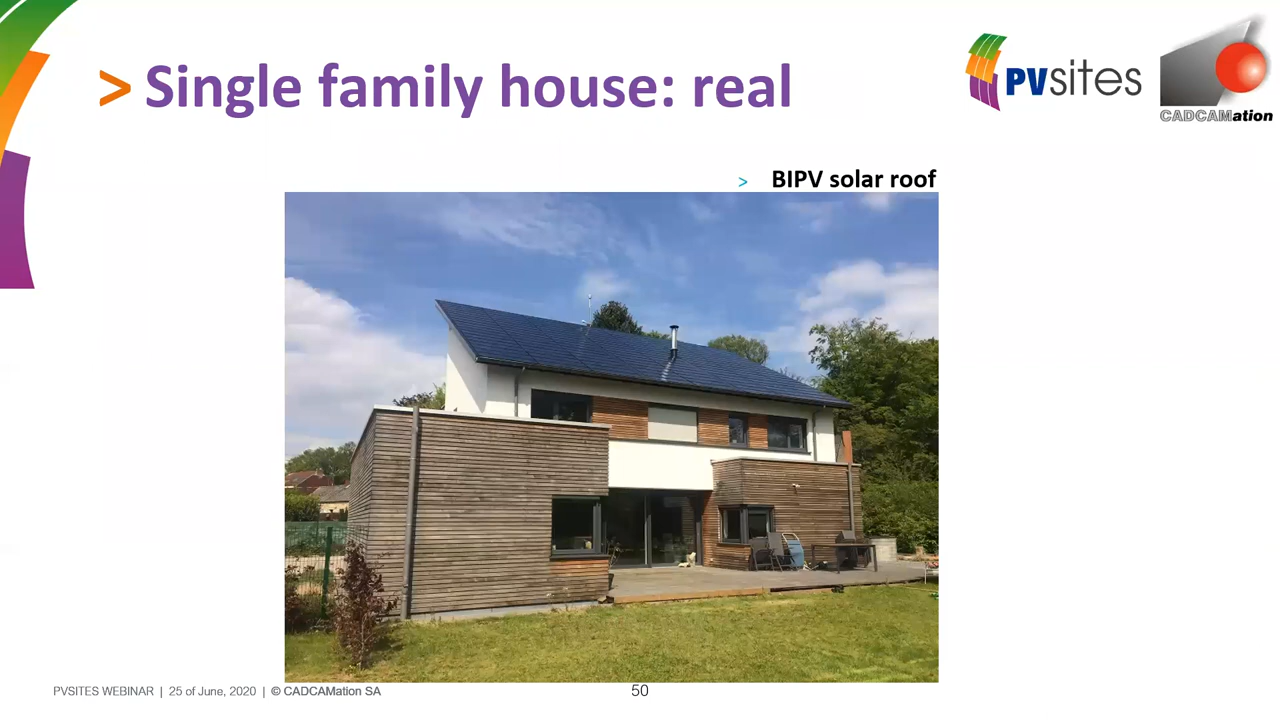 > Single family house: real
PVsites
CADCAMation
> BIPV solar roof
PVSITES WEBINAR | 25 of June, 2020 | © CADCAMation SA
50